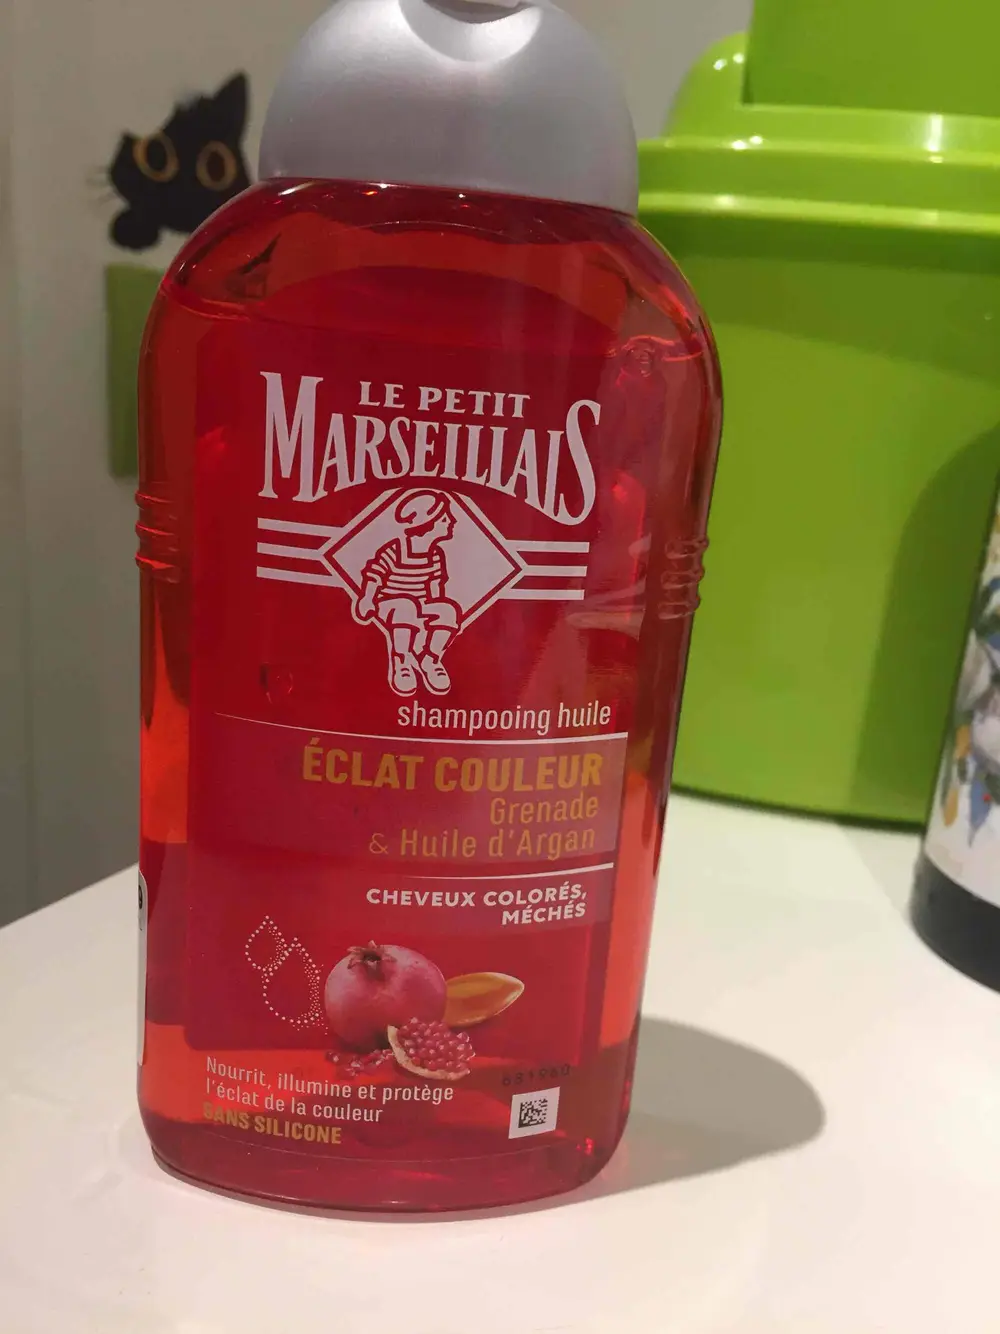 LE PETIT
MARSEILLAIS
shampooing huile
ÉCLAT COULEUR
Grenade
& Huile d'Argan
CHEVEUX COLORÉS,
MÉCHÉS
Nourrit, illumine et protège
l'éclat de la couleur
SANS SILICONE